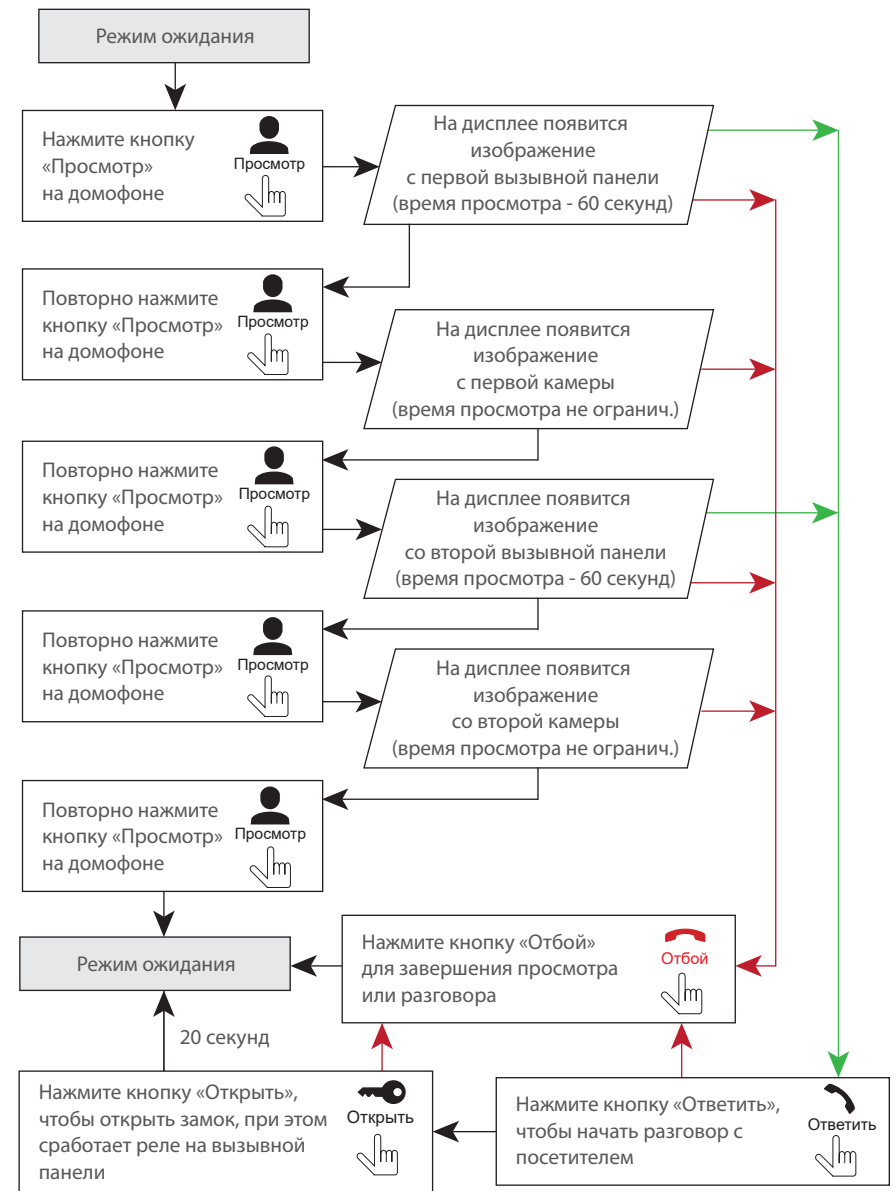 Режим ожидания
Нажмите кнопку
«Просмотр»
на домофоне
Просмотр
На дисплее появится
изображение
с первой вызывной панели
(время просмотра - 60 секунд)
Повторно нажмите
кнопку «Просмотр»
на домофоне
Просмотр
На дисплее появится
изображение
с первой камеры
(время просмотра не огранич.)
Повторно нажмите
кнопку «Просмотр»
на домофоне
Просмотр
На дисплее появится
изображение
со второй вызывной панели
(время просмотра - 60 секунд)
Повторно нажмите
кнопку «Просмотр»
на домофоне
Просмотр
На дисплее появится
изображение
со второй камеры
(время просмотра не огранич.)
Повторно нажмите
кнопку «Просмотр»
на домофоне
Просмотр
Режим ожидания
Нажмите кнопку «Отбой»
для завершения просмотра
или разговора
Отбой
20 секунд
Нажмите кнопку «Открыть»,
чтобы открыть замок, при этом
сработает реле на вызывной
панели
Открыть
Нажмите кнопку «Ответить»,
чтобы начать разговор с
посетителем
Ответить